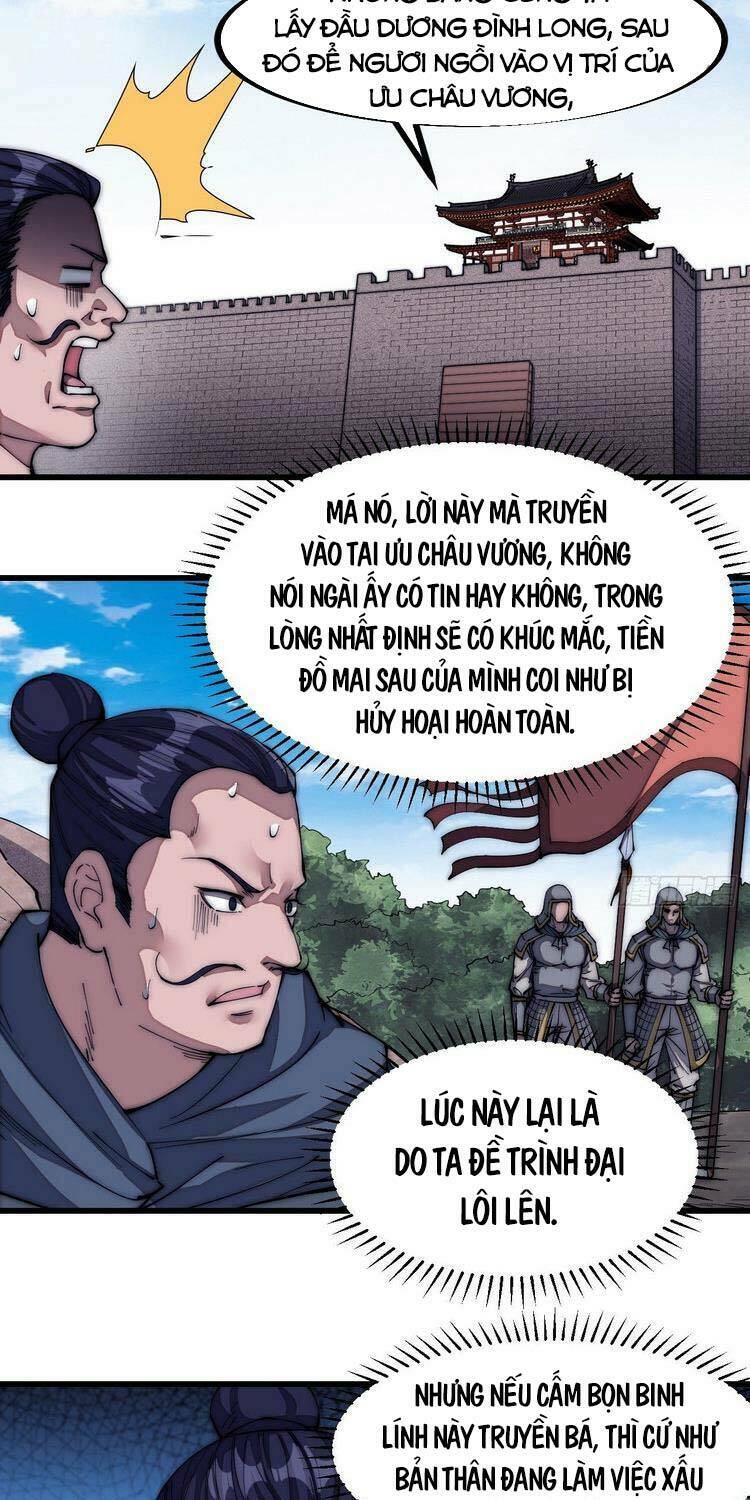 LẤY ĐẦU DƯƠNG ĐÌNH LONG, SAU
ĐÓ ĐỂ NGƯƠI NGỒI VÀO VỊ TRÍ CỦA
ƯU CHÂU VƯƠNG,
MÁ NÓ, LỜI NÀY MÀ TRUYỀN
VÀO TAI ƯU CHÂU VƯƠNG, KHÔNG
NÓI NGÀI ẤY CÓ TIN HAY KHÔNG, TRONG
LÒNG NHẤT ĐỊNH SẼ CÓ KHÚC MẮC, TIỀN
ĐỒ MAI SAU CỦA MÌNH COI NHƯ BỊ
HỦY HOẠI HOÀN TOÀN.
LÚC NÀY LẠI LÀ
DO TA ĐỀ TRÌNH ĐẠI
LÔI LÊN.
NHƯNG NẾU CẤM BỌN BINH
LÍNH NÀY TRUYỀN BÁ, THÌ CỨ NHƯ
BẢN THÂN ĐANG LÀM VIỆC XẤU